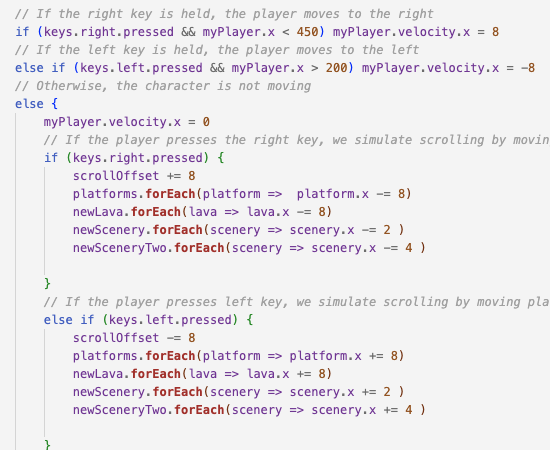 // If the right key is held, the player moves to the right
if (keys.right.pressed && myPlayer.x < 450) myPlayer.velocity.x = 8
// If the left key is held, the player moves to the left
else if (keys.left.pressed && myPlayer.x > 200) myPlayer.velocity.x = -8
// Otherwise, the character is not moving
else {
    myPlayer.velocity.x = 0
    // If the player presses the right key, we simulate scrolling by movin
    if (keys.right.pressed) {
        scrollOffset += 8
        platforms.forEach(platform =>  platform.x -= 8)
        newLava.forEach(lava => lava.x -= 8)
        newScenery.forEach(scenery => scenery.x -= 2 )
        newSceneryTwo.forEach(scenery => scenery.x -= 4 )
    }
    // If the player presses left key, we simulate scrolling by moving pla
    else if (keys.left.pressed) {
        scrollOffset -= 8
        platforms.forEach(platform => platform.x += 8)
        newLava.forEach(lava => lava.x += 8)
        newScenery.forEach(scenery => scenery.x += 2 )
        newSceneryTwo.forEach(scenery => scenery.x += 4 )
    }